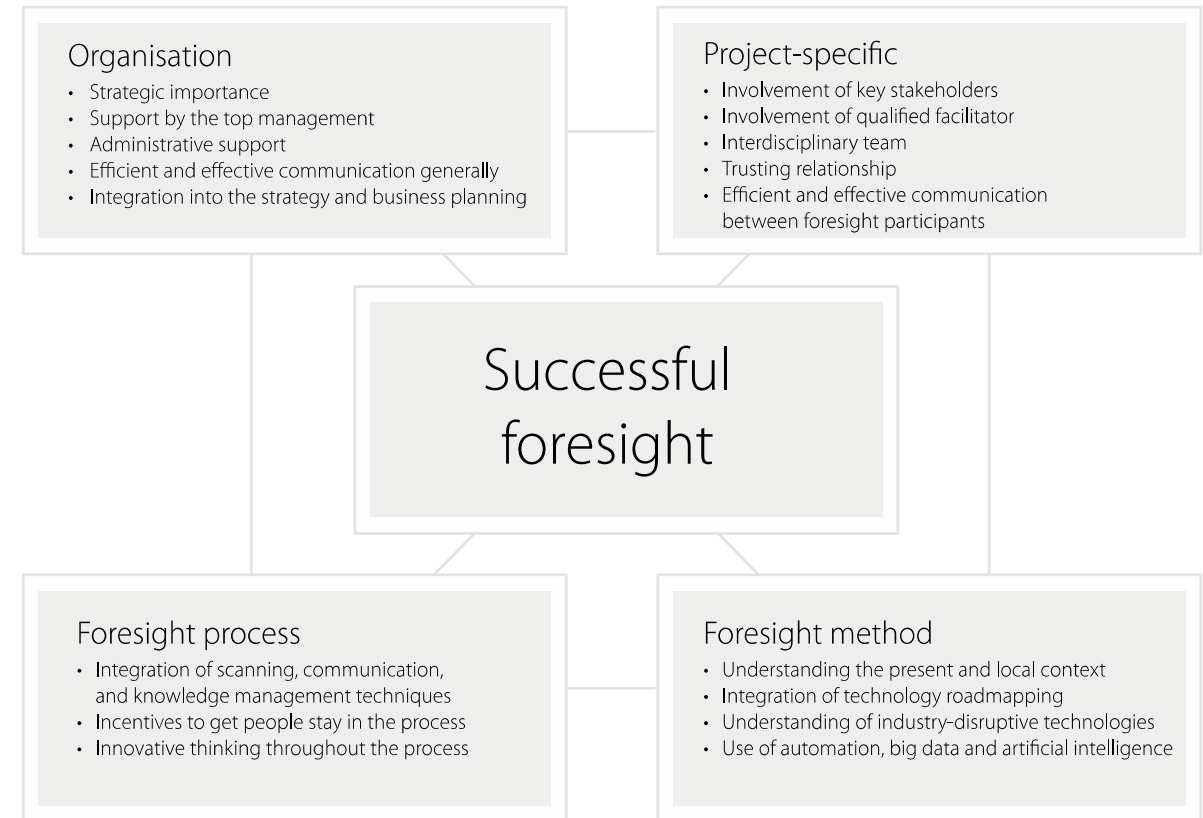 Organisation
• Strategic importance
• Support by the top management
• Administrative support
• Efficient and effective communication generally
• Integration into the strategy and business planning
Project-specific
• Involvement of key stakeholders
• Involvement of qualified facilitator
• Interdisciplinary team
• Trusting relationship
• Efficient and effective communication
between foresight participants
Successful
foresight
Foresight process
• Integration of scanning, communication,
and knowledge management techniques
• Incentives to get people stay in the process
• Innovative thinking throughout the process
Foresight method
• Understanding the present and local context
• Integration of technology roadmapping
• Understanding of industry-disruptive technologies
• Use of automation, big data and artificial intelligence